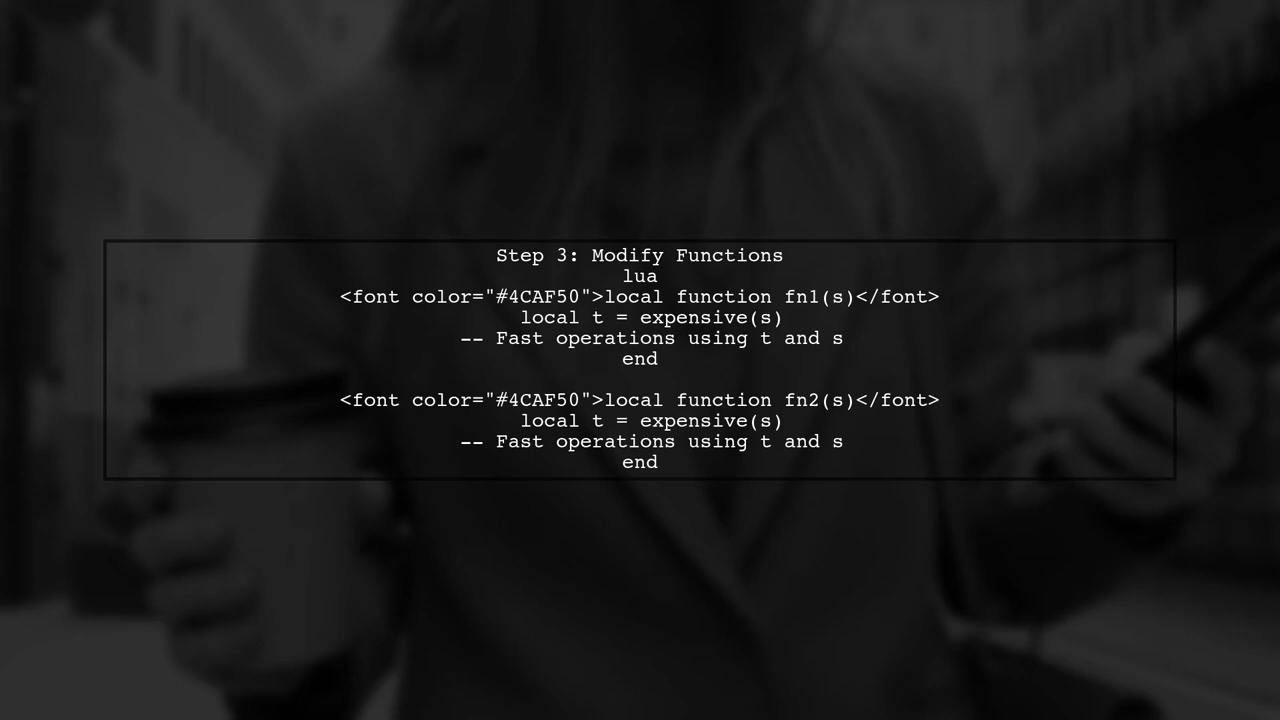 Step 3: Modify Functions
lua
<font color="#4CAF50">local function fn1(s)</font>
local t = expensive(s)
-- Fast operations using t and s
end
<font color="#4CAF50">local function fn2(s)</font>
local t = expensive(s)
-- Fast operations using t and s
end